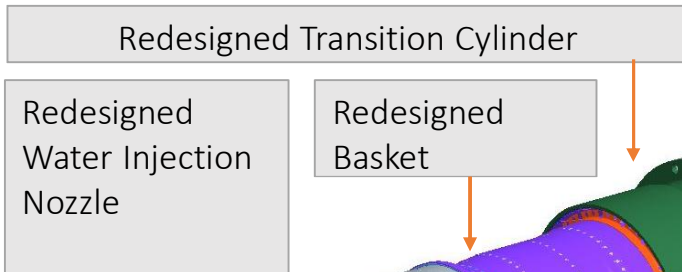 Redesigned Transition Cylinder
Redesigned
Water Injection
Nozzle
Redesigned
Basket